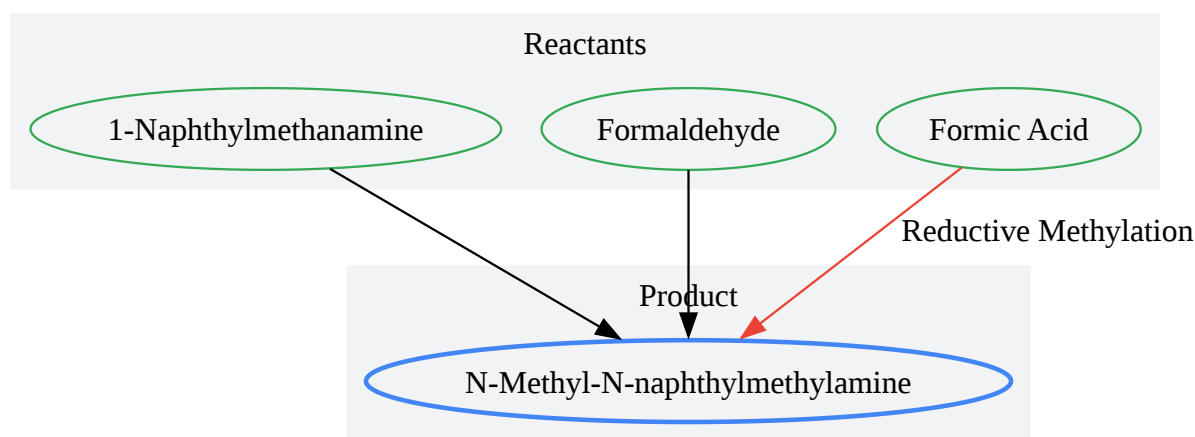 Reactants
1-Naphthylmethanamine
Formaldehyde
Formic Acid
Reductive Methylation
Product
N-Methyl-N-naphthylmethylamine